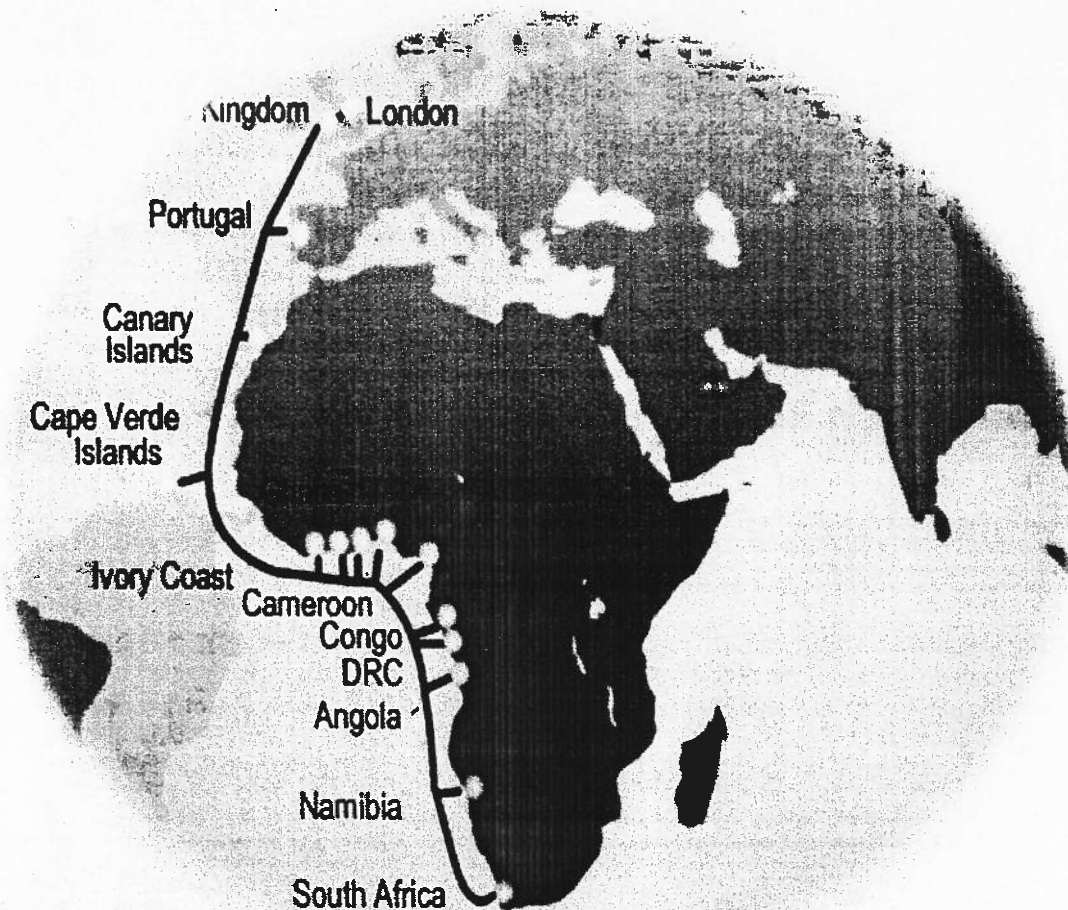 Kingdom London
Portugal
Canary
Islands
Cape Verde
Islands
Ivory Coast
Cameroon
Congo
DRC
Angola
Namibia
South Africa